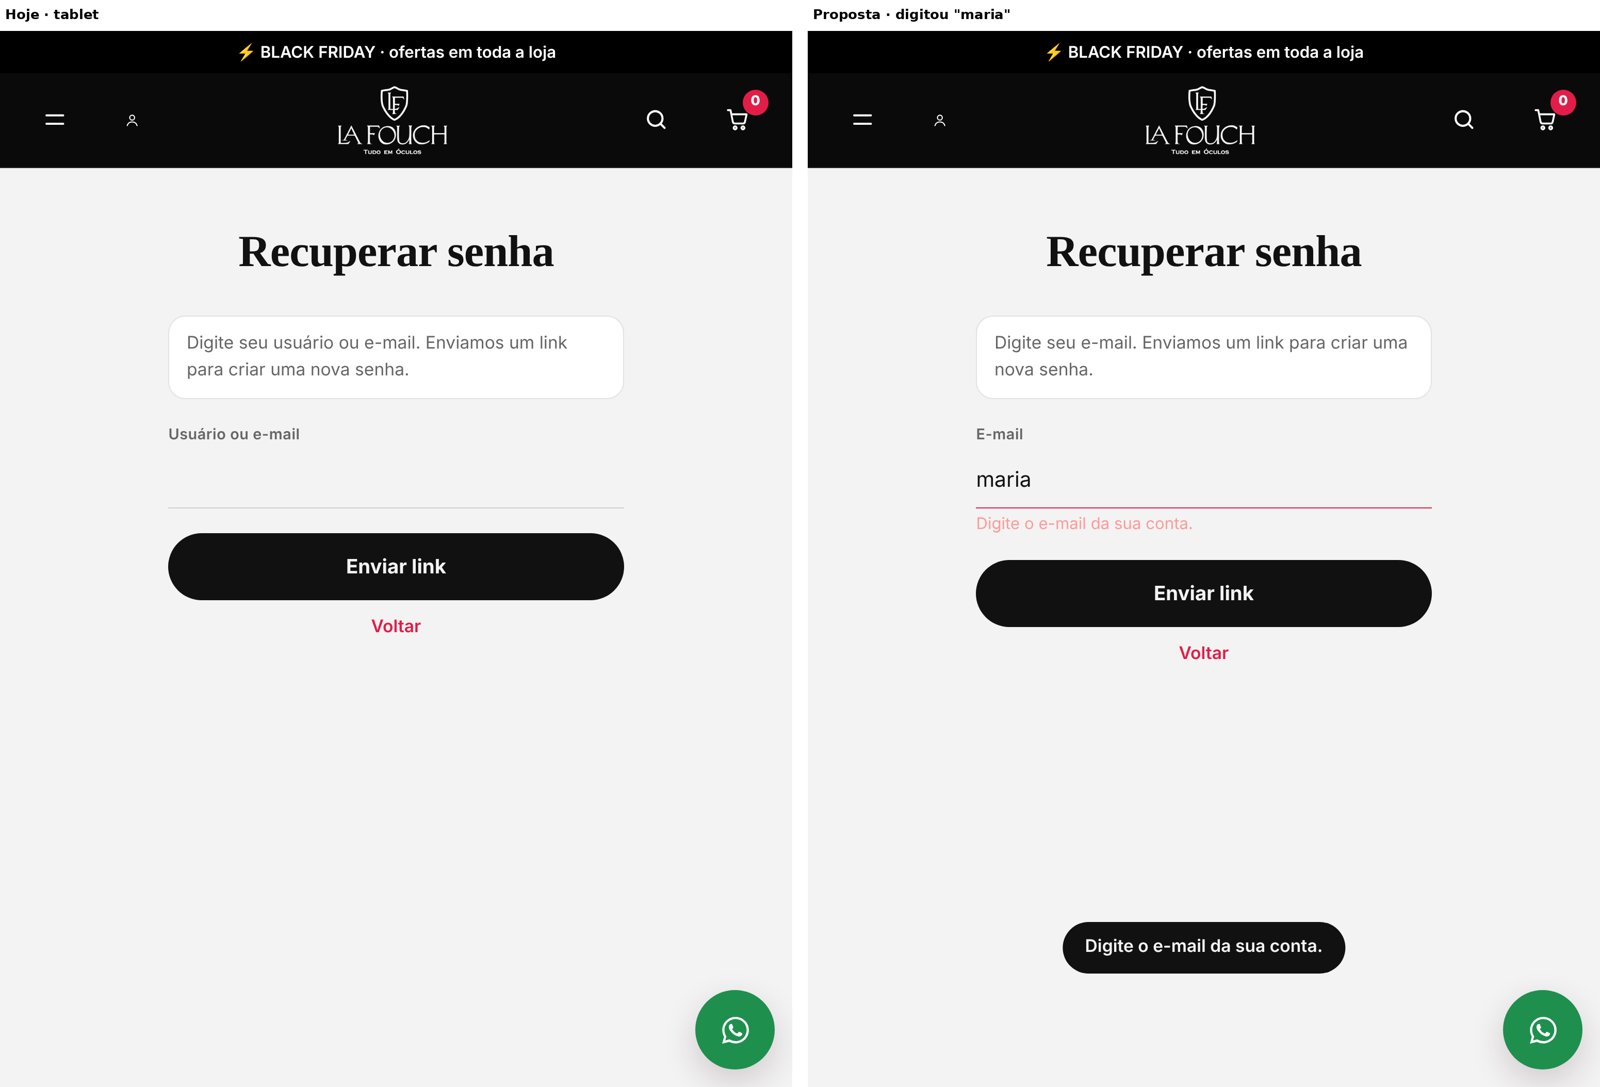 Hoje · tablet
⚡ BLACK FRIDAY · ofertas em toda a loja
0
LF
LA FOUCH
TUDO EM ÓCULOS
Recuperar senha
Digite seu usuário ou e-mail. Enviamos um link
para criar uma nova senha.
Usuário ou e-mail
Enviar link
Voltar
Proposta · digitou "maria"
⚡ BLACK FRIDAY · ofertas em toda a loja
0
LF
LA FOUCH
TUDO EM ÓCULOS
Recuperar senha
Digite seu e-mail. Enviamos um link para criar uma
nova senha.
E-mail
maria
Digite o e-mail da sua conta.
Enviar link
Voltar
Digite o e-mail da sua conta.